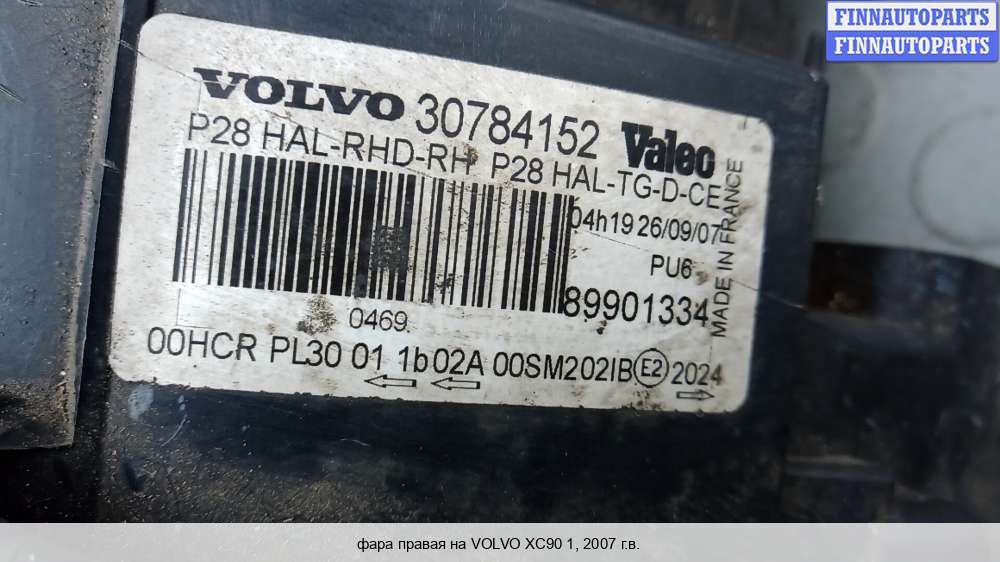 FINNAUTOPARTS
FINNAUTOPARTS
VOLVO 30784152 Valeo
P28 HAL-RHD-RH P28 HAL-TG-D-CE
04h19 26/09/07
PU6
MADE IN FRANCE
89901334
0469
00HCR PL30 01 1b 02A 00SM202IB E2 2024
фара правая на VOLVO XC90 1, 2007 г.в.